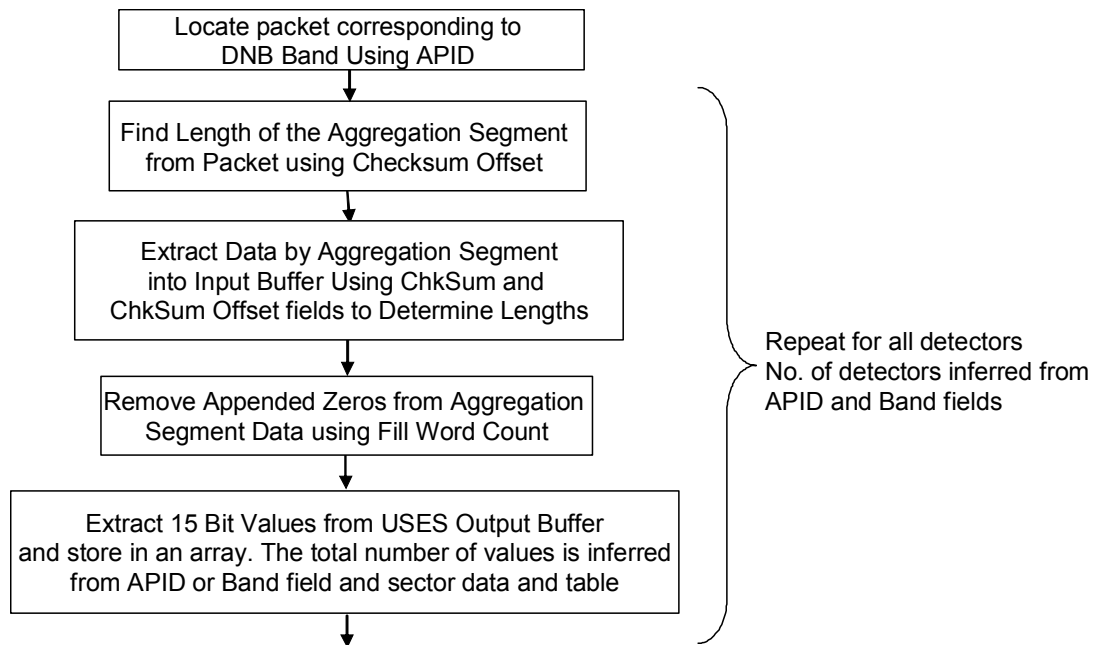 Locate packet corresponding to
DNB Band Using APID
Find Length of the Aggregation Segment
from Packet using Checksum Offset
Extract Data by Aggregation Segment
into Input Buffer Using ChkSum and
ChkSum Offset fields to Determine Lengths
Remove Appended Zeros from Aggregation
Segment Data using Fill Word Count
Extract 15 Bit Values from USES Output Buffer
and store in an array. The total number of values is inferred
from APID or Band field and sector data and table
Repeat for all detectors
No. of detectors inferred from
APID and Band fields